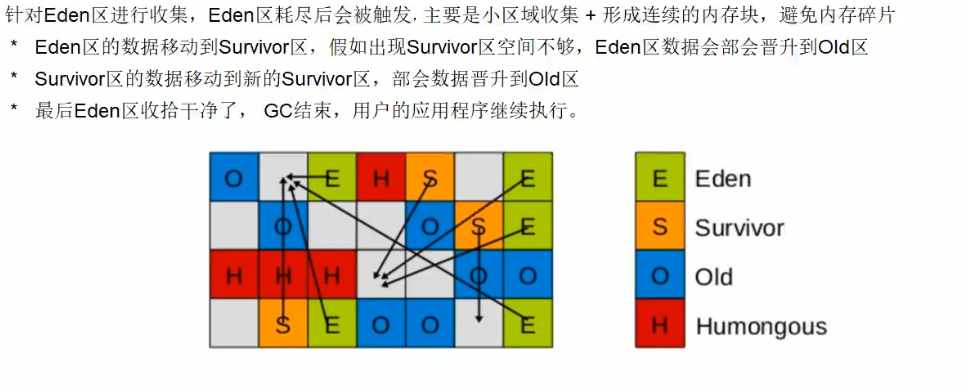 针对Eden区进行收集，Eden区耗尽后会被触发. 主要是小区域收集 + 形成连续的内存块，避免内存碎片
* Eden区的数据移动到Survivor区，假如出现Survivor区空间不够，Eden区数据会部会晋升到Old区
* Survivor区的数据移动到新的Survivor区，部会数据晋升到Old区
* 最后Eden区收拾干净了， GC结束，用户的应用程序继续执行。
O E H S E
O O S E
H H H O O
S E O O E
E Eden
S Survivor
O Old
H Humongous